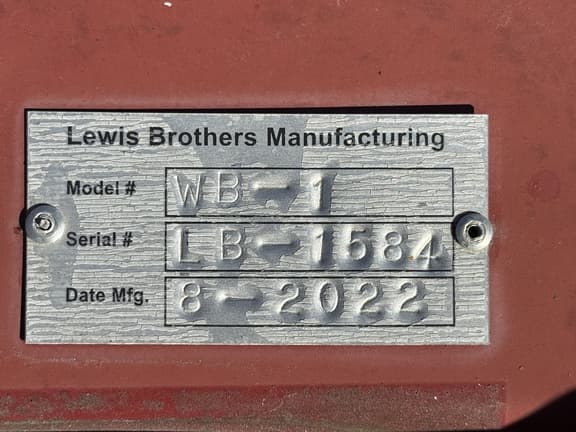 Lewis Brothers Manufacturing
Model # WB-1
Serial # LB-1584
Date Mfg. 8-2022